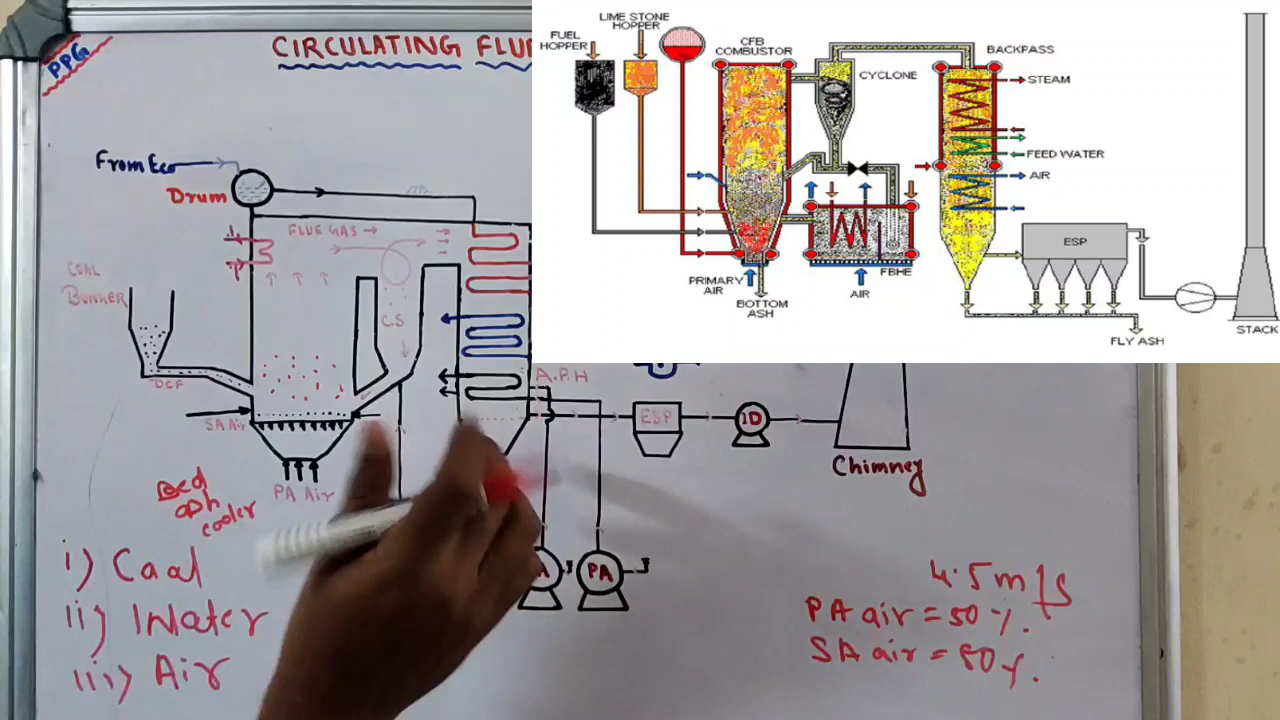 PPG
CIRCULATING FLU
From Eco
Drum
FLUE GAS
COAL
BUNKER
DCF
C.S
SA Air
PA Air
Bed
Ash
cooler
A.P.H
ESP
ID
Chimney
PA
i) Coal
ii) Water
iii) Air
4.5 m/s
PA air = 50 %.
SA air = 50 %.
FUEL
HOPPER
LIME STONE
HOPPER
CFB
COMBUSTOR
CYCLONE
BACKPASS
STEAM
FEED WATER
AIR
ESP
FBHE
PRIMARY
AIR
AIR
BOTTOM
ASH
FLY ASH
STACK